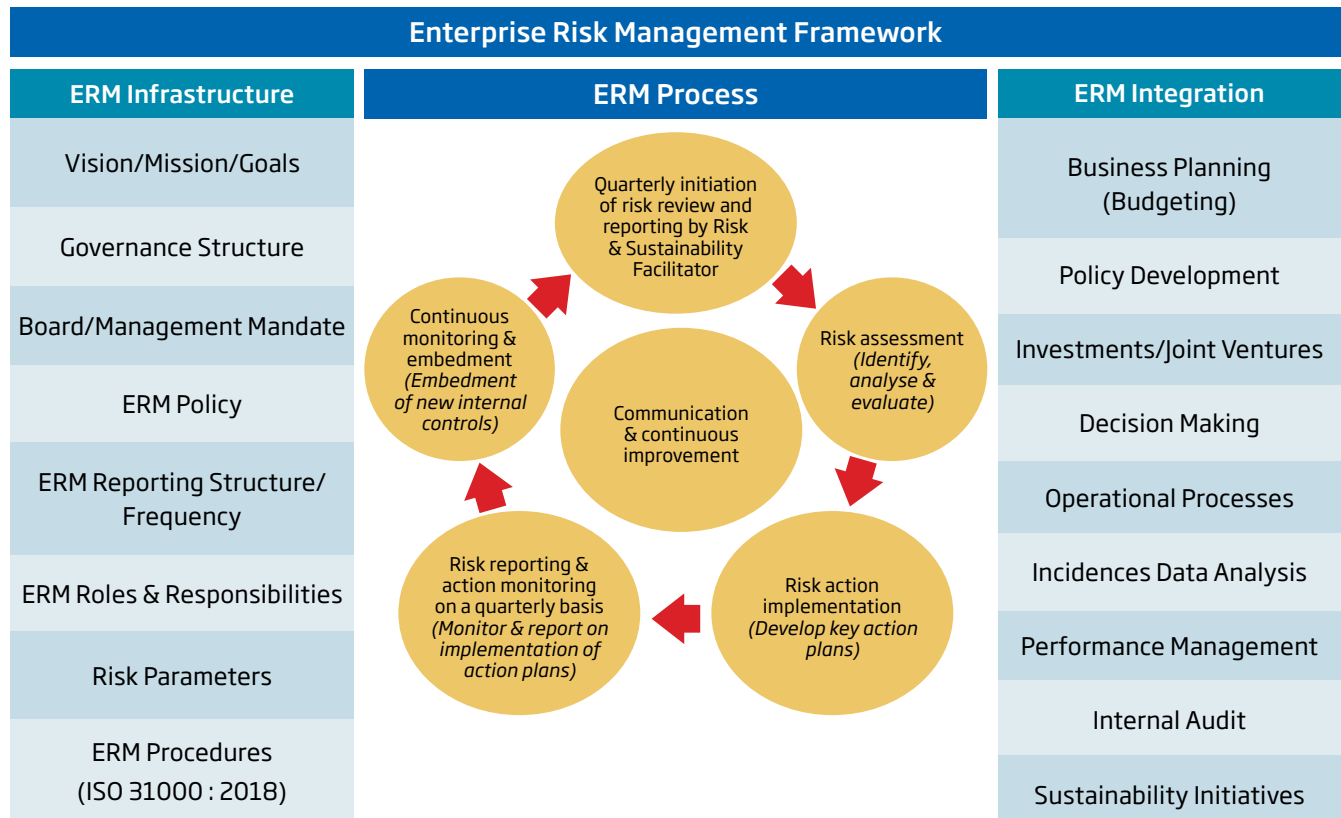 Enterprise Risk Management Framework
ERM Infrastructure
Vision/Mission/Goals
Governance Structure
Board/Management Mandate
ERM Policy
ERM Reporting Structure/
Frequency
ERM Roles & Responsibilities
Risk Parameters
ERM Procedures
(ISO 31000 : 2018)
ERM Process
Quarterly initiation
of risk review and
reporting by Risk
& Sustainability
Facilitator
Risk assessment
(Identify,
analyse &
evaluate)
Risk action
implementation
(Develop key action
plans)
Risk reporting &
action monitoring
on a quarterly basis
(Monitor & report on
implementation of
action plans)
Continuous
monitoring &
embedment
(Embedment
of new internal
controls)
Communication
& continuous
improvement
ERM Integration
Business Planning
(Budgeting)
Policy Development
Investments/Joint Ventures
Decision Making
Operational Processes
Incidences Data Analysis
Performance Management
Internal Audit
Sustainability Initiatives